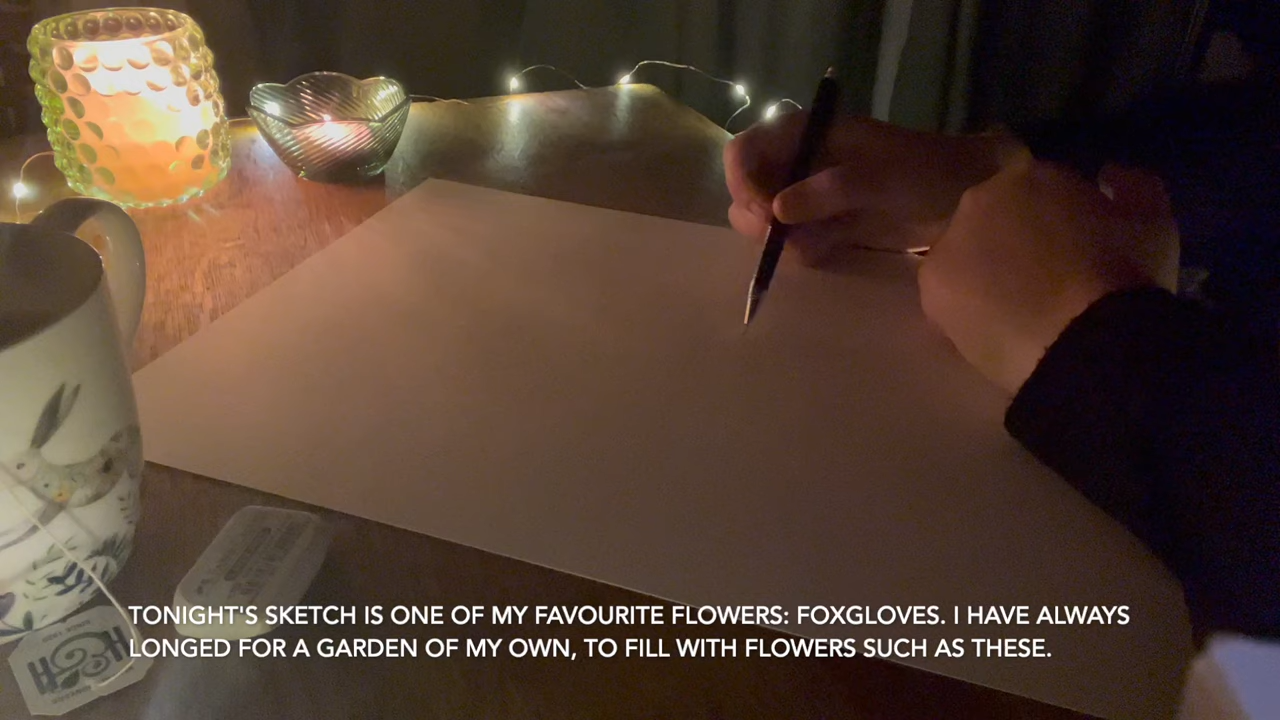 TONIGHT'S SKETCH IS ONE OF MY FAVOURITE FLOWERS: FOXGLOVES. I HAVE ALWAYS
LONGED FOR A GARDEN OF MY OWN, TO FILL WITH FLOWERS SUCH AS THESE.